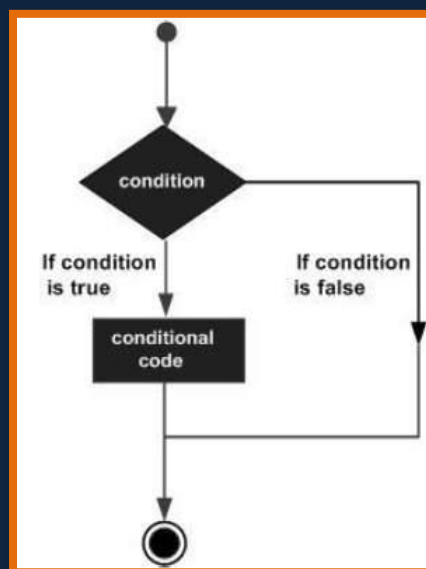 condition
If condition
is true
If condition
is false
conditional
code